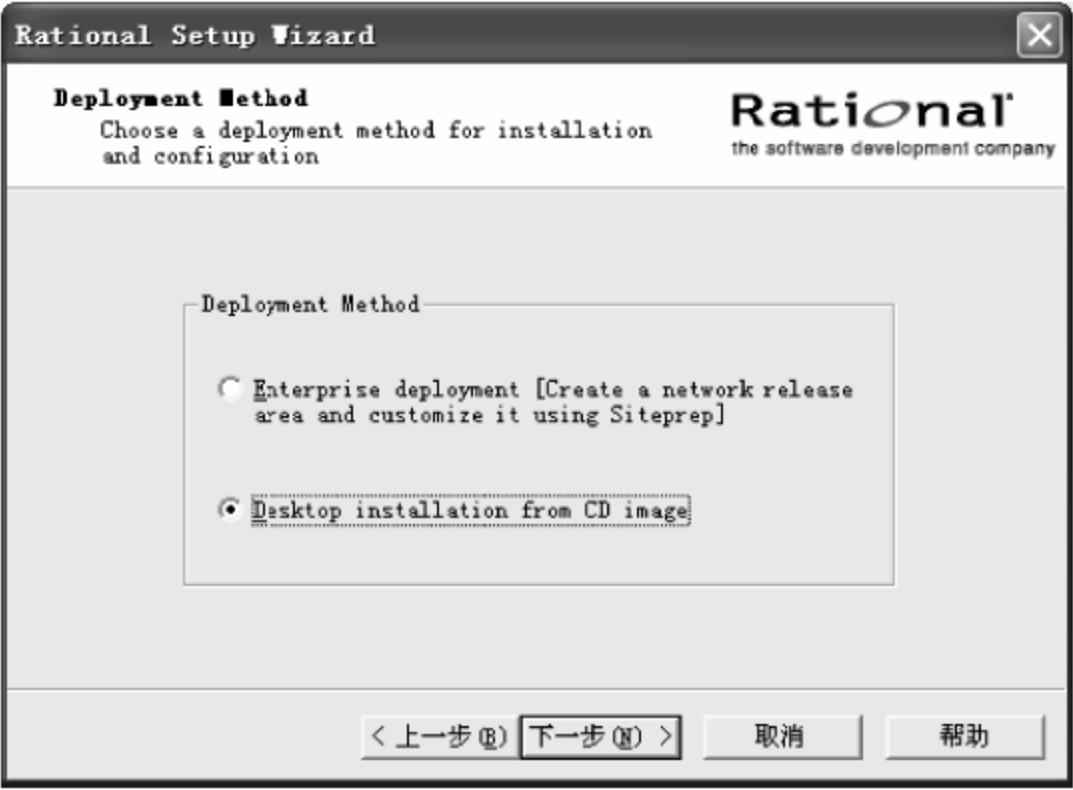 Rational Setup Wizard
Deployment Method
Choose a deployment method for installation
and configuration
Rational
the software development company
Deployment Method
Enterprise deployment [Create a network release
area and customize it using Siteprep]
Desktop installation from CD image
< 上一步(B) 下一步(N) > 取消 帮助